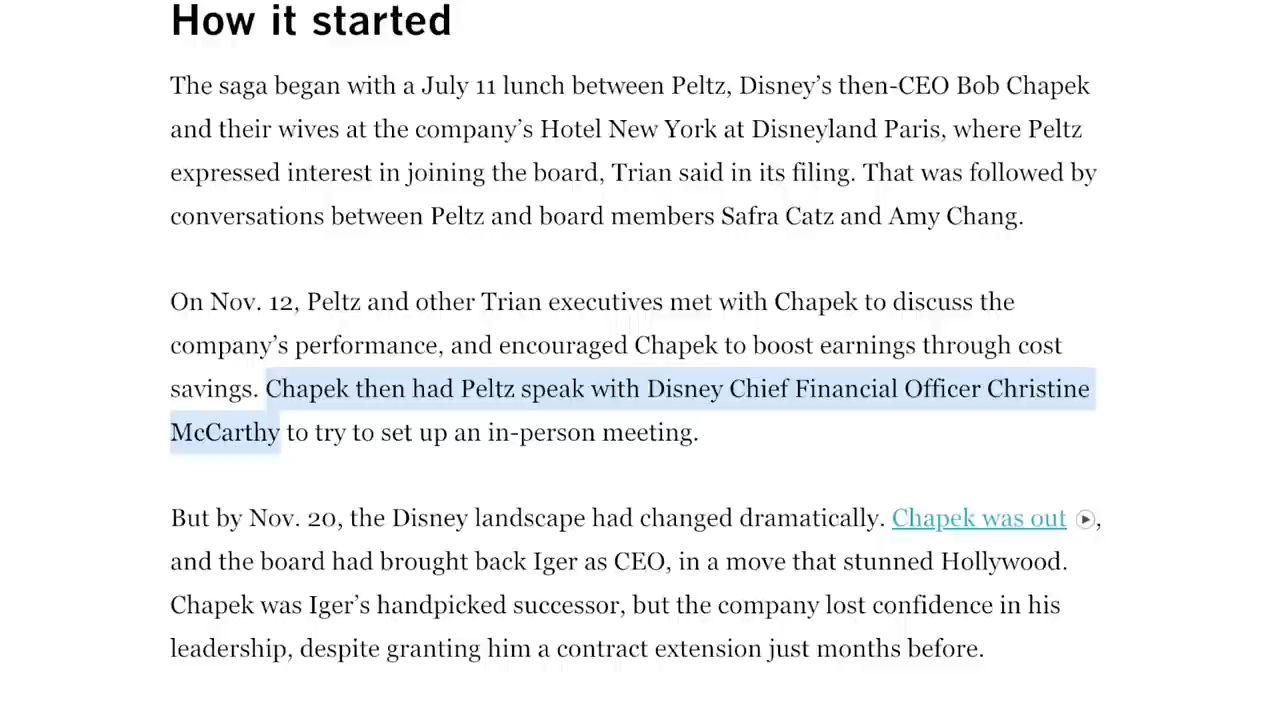 How it started
The saga began with a July 11 lunch between Peltz, Disney’s then-CEO Bob Chapek
and their wives at the company’s Hotel New York at Disneyland Paris, where Peltz
expressed interest in joining the board, Trian said in its filing. That was followed by
conversations between Peltz and board members Safra Catz and Amy Chang.
On Nov. 12, Peltz and other Trian executives met with Chapek to discuss the
company’s performance, and encouraged Chapek to boost earnings through cost
savings. Chapek then had Peltz speak with Disney Chief Financial Officer Christine
McCarthy to try to set up an in-person meeting.
But by Nov. 20, the Disney landscape had changed dramatically. Chapek was out,
and the board had brought back Iger as CEO, in a move that stunned Hollywood.
Chapek was Iger’s handpicked successor, but the company lost confidence in his
leadership, despite granting him a contract extension just months before.